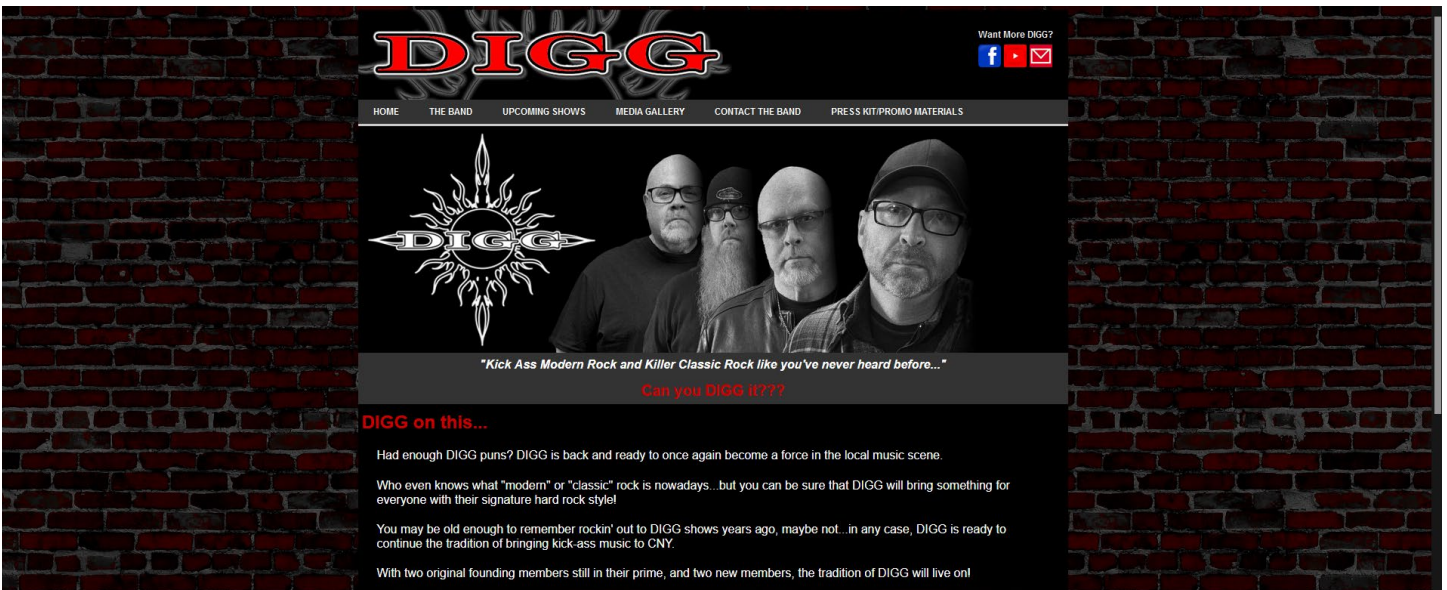 DIGG
Want More DIGG?
HOME THE BAND UPCOMING SHOWS MEDIA GALLERY CONTACT THE BAND PRESS KIT/PROMO MATERIALS
DIGG
"Kick Ass Modern Rock and Killer Classic Rock like you've never heard before..."
Can you DIGG it???
DIGG on this...
Had enough DIGG puns? DIGG is back and ready to once again become a force in the local music scene.
Who even knows what "modern" or "classic" rock is nowadays...but you can be sure that DIGG will bring something for
everyone with their signature hard rock style!
You may be old enough to remember rockin' out to DIGG shows years ago, maybe not...in any case, DIGG is ready to
continue the tradition of bringing kick-ass music to CNY.
With two original founding members still in their prime, and two new members, the tradition of DIGG will live on!